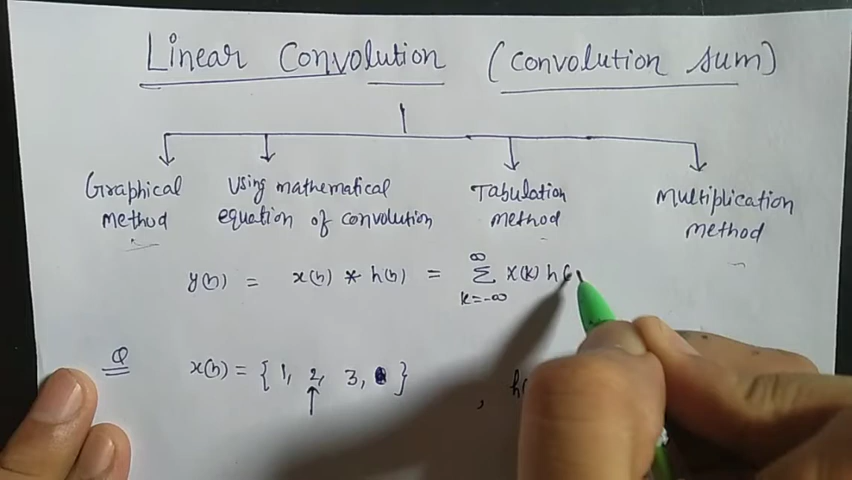 Linear Convolution (convolution sum)
Graphical method
Using mathematical equation of convolution
Tabulation method
Multiplication method
y(n) = x(n) * h(n) = ∞ Σ k=-∞ x(k) h(
Q x(n) = { 1, 2, 3, } , h(
↑